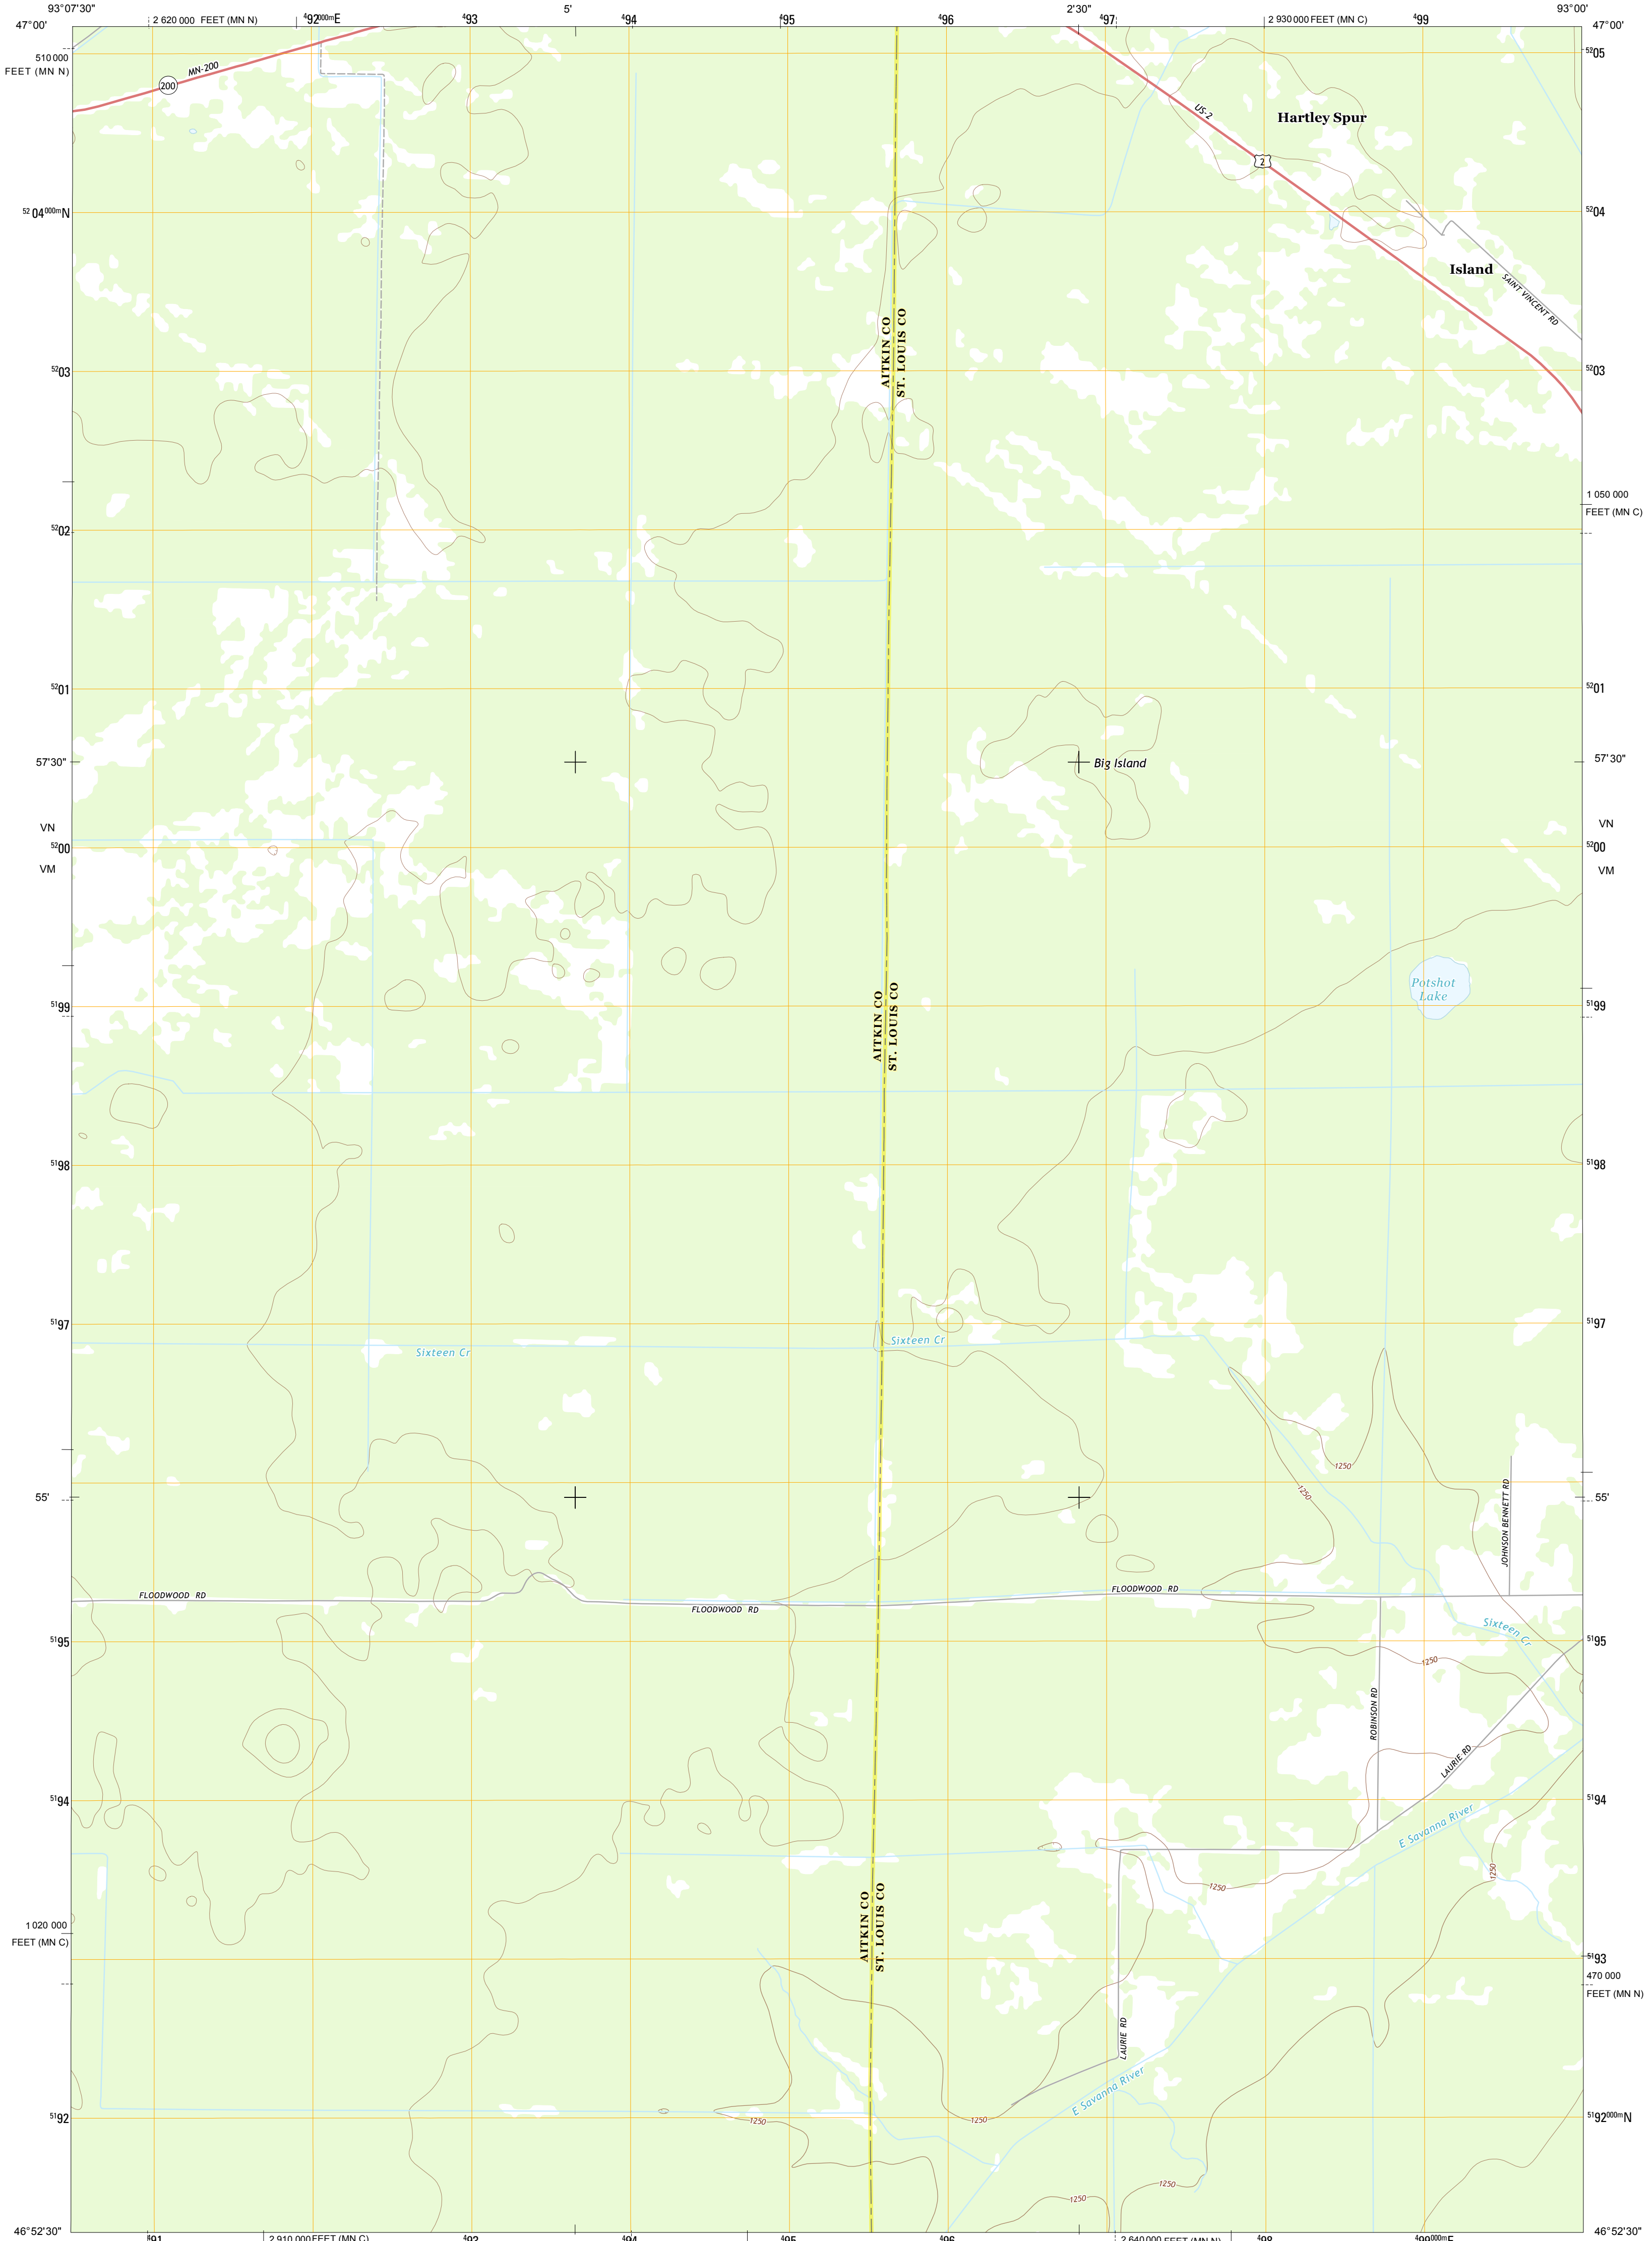 93°07'30"
2 620 000 FEET (MN N)
⁴92⁰⁰⁰ᵐE
⁴93
5'
⁴94
⁴95
⁴96
2'30"
⁴97
2 930 000 FEET (MN C)
⁴99
93°00'
47°00'
47°00'
510 000
FEET (MN N)
MN-200
200
US-2
2
Hartley Spur
⁵²05
⁵²04⁰⁰⁰ᵐN
⁵²04
Island
SAINT VINCENT RD
AITKIN CO
ST. LOUIS CO
⁵²03
⁵²03
1 050 000
FEET (MN C)
⁵²02
⁵²01
⁵²01
57'30"
Big Island
57'30"
VN
VN
⁵²00
⁵²00
VM
VM
Potshot
Lake
⁵¹99
⁵¹99
AITKIN CO
ST. LOUIS CO
⁵¹98
⁵¹98
⁵¹97
⁵¹97
Sixteen Cr
Sixteen Cr
1250
1250
55'
55'
JOHNSON BENNETT RD
FLOODWOOD RD
FLOODWOOD RD
FLOODWOOD RD
Sixteen Cr
⁵¹95
⁵¹95
1250
ROBINSON RD
LAURIE RD
⁵¹94
⁵¹94
E Savanna River
1250
1250
AITKIN CO
ST. LOUIS CO
1 020 000
FEET (MN C)
⁵¹93
470 000
FEET (MN N)
LAURIE RD
E Savanna River
⁵¹92
1250
1250
⁵¹92⁰⁰⁰ᵐN
1250
1250
46°52'30"
46°52'30"
⁴91
2 910 000 FEET (MN C)
⁴93
⁴94
⁴95
⁴96
2 640 000 FEET (MN N)
⁴98
⁴99⁰⁰⁰ᵐE